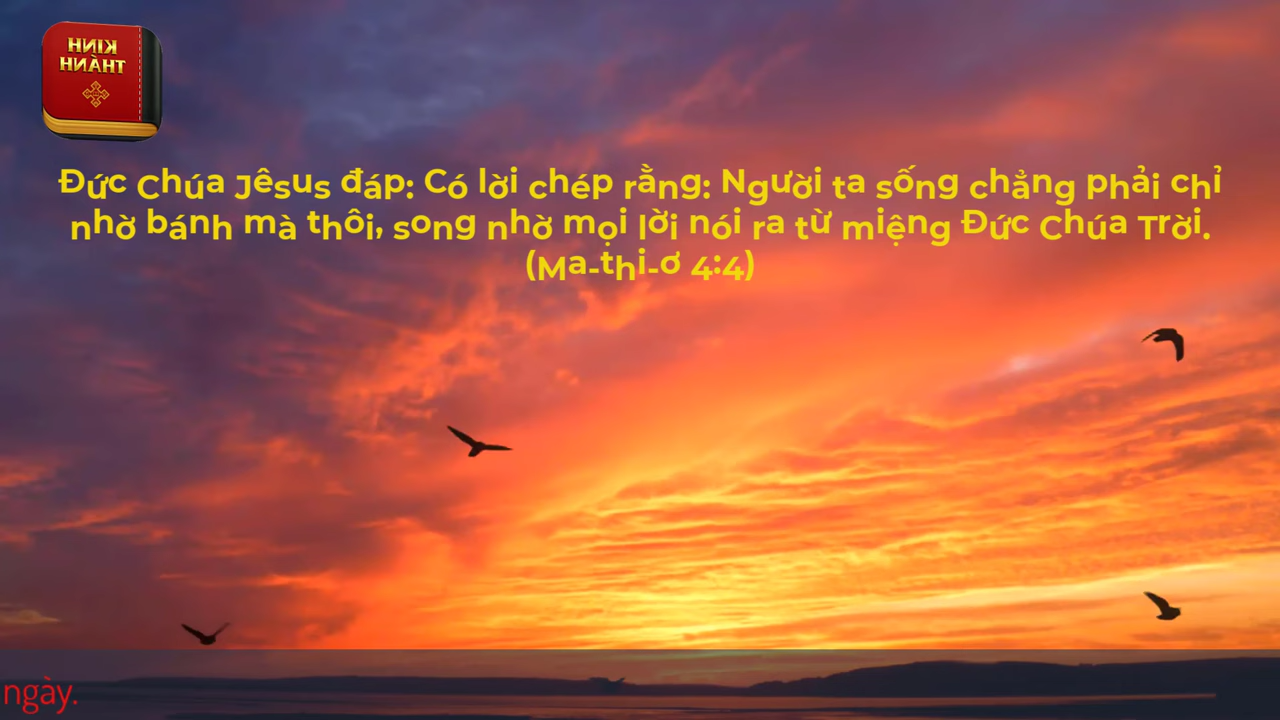 KINH
THÀNH
Đức Chúa Jêsus đáp: Có lời chép rằng: Người ta sống chẳng phải chỉ
nhờ bánh mà thôi, song nhờ mọi lời nói ra từ miệng Đức Chúa Trời.
(Ma-thi-ơ 4:4)
ngày.